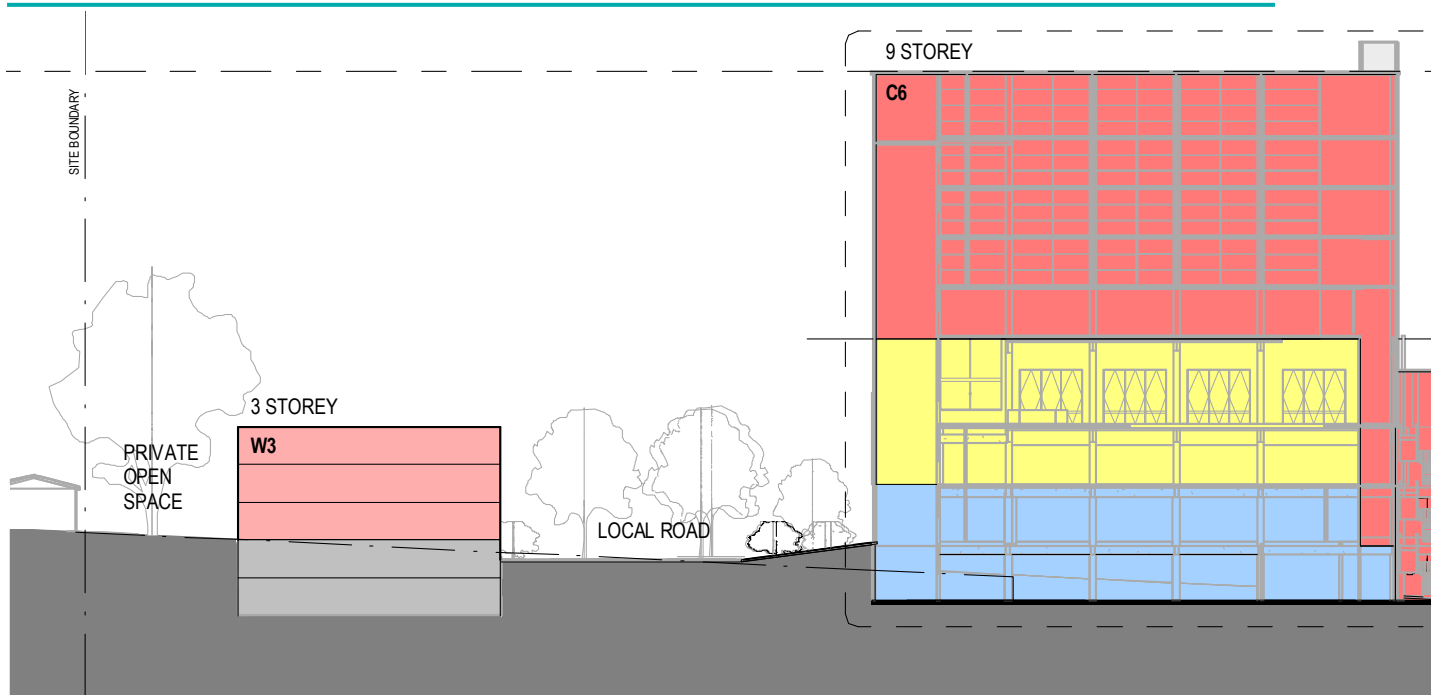 9 STOREY
C6
SITE BOUNDARY
3 STOREY
W3
PRIVATE
OPEN
SPACE
LOCAL ROAD